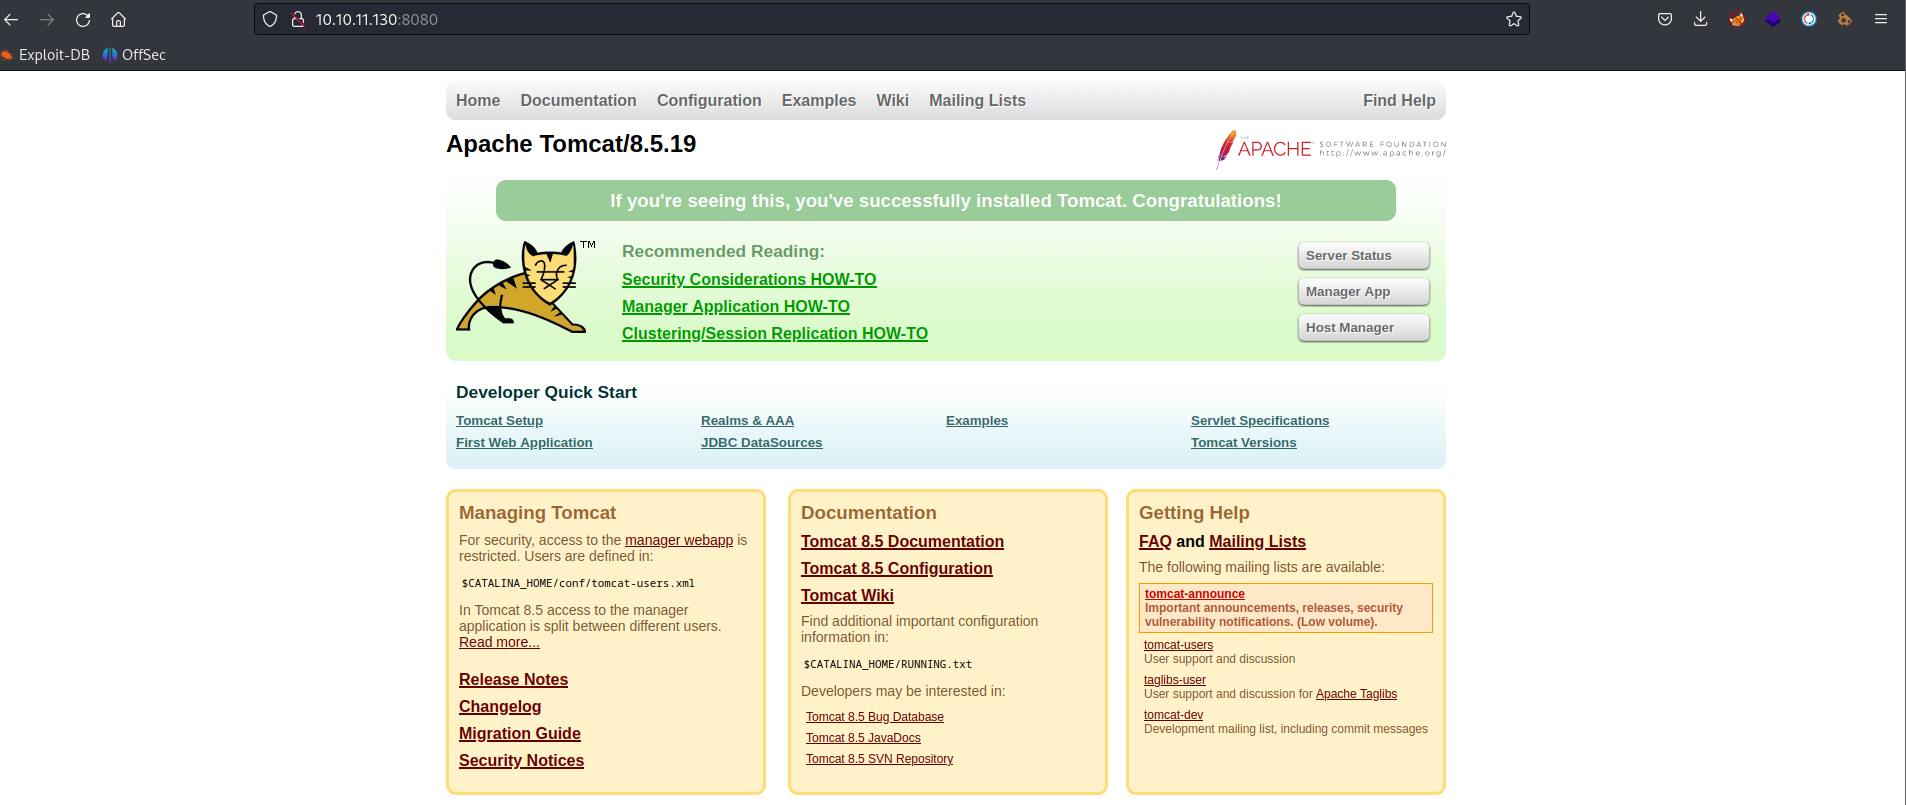 10.10.11.130:8080
Exploit-DB OffSec
Home Documentation Configuration Examples Wiki Mailing Lists Find Help
Apache Tomcat/8.5.19
THE
APACHE SOFTWARE FOUNDATION
http://www.apache.org/
If you're seeing this, you've successfully installed Tomcat. Congratulations!
TM
Recommended Reading:
Security Considerations HOW-TO
Manager Application HOW-TO
Clustering/Session Replication HOW-TO
Server Status
Manager App
Host Manager
Developer Quick Start
Tomcat Setup
First Web Application
Realms & AAA
JDBC DataSources
Examples
Servlet Specifications
Tomcat Versions
Managing Tomcat
For security, access to the manager webapp is
restricted. Users are defined in:
$CATALINA_HOME/conf/tomcat-users.xml
In Tomcat 8.5 access to the manager
application is split between different users.
Read more...
Release Notes
Changelog
Migration Guide
Security Notices
Documentation
Tomcat 8.5 Documentation
Tomcat 8.5 Configuration
Tomcat Wiki
Find additional important configuration
information in:
$CATALINA_HOME/RUNNING.txt
Developers may be interested in:
Tomcat 8.5 Bug Database
Tomcat 8.5 JavaDocs
Tomcat 8.5 SVN Repository
Getting Help
FAQ and Mailing Lists
The following mailing lists are available:
tomcat-announce
Important announcements, releases, security
vulnerability notifications. (Low volume).
tomcat-users
User support and discussion
taglibs-user
User support and discussion for Apache Taglibs
tomcat-dev
Development mailing list, including commit messages